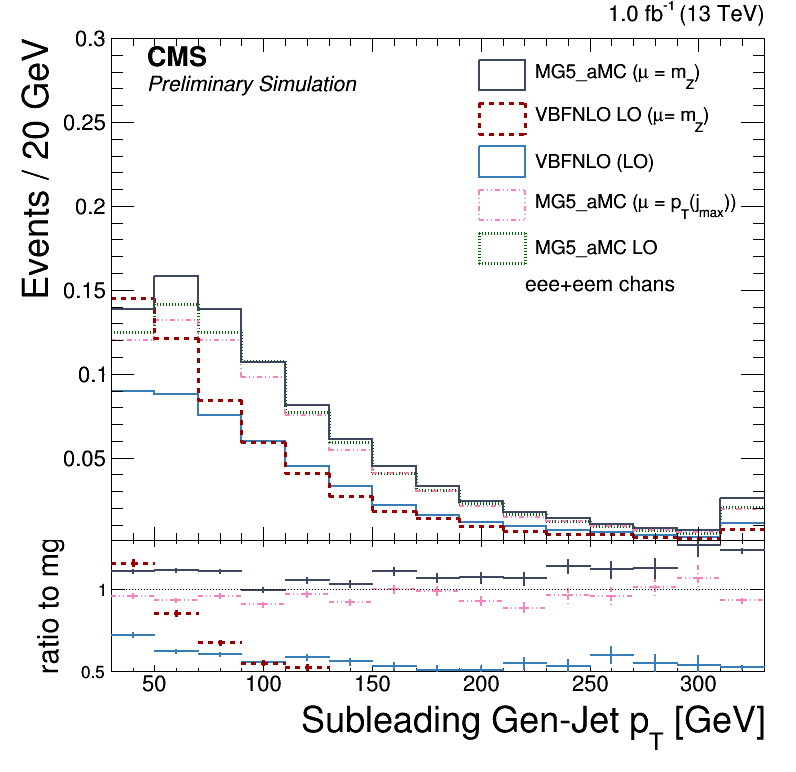 1.0 fb⁻¹ (13 TeV)
CMS
Preliminary Simulation
MG5_aMC (μ = m_Z)
VBFNLO LO (μ= m_Z)
VBFNLO (LO)
MG5_aMC (μ = p_T(j_max))
MG5_aMC LO
eee+eem chans
Events / 20 GeV
0.3
0.25
0.2
0.15
0.1
0.05
ratio to mg
1
0.5
50 100 150 200 250 300
Subleading Gen-Jet p_T [GeV]